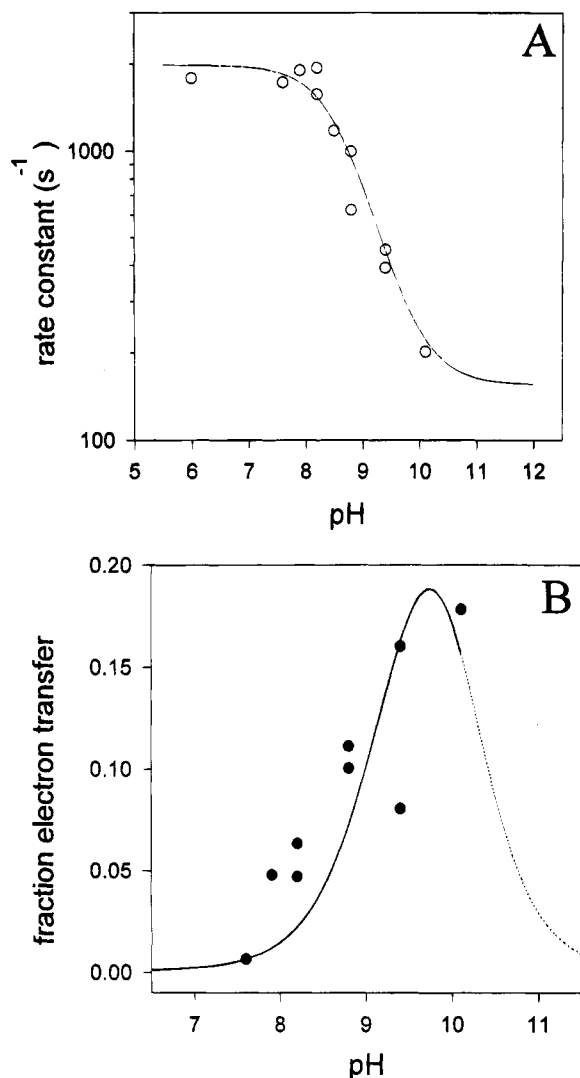 A
1000
100
rate constant (s⁻¹)
5 6 7 8 9 10 11 12
pH
B
0.20
0.15
0.10
0.05
0.00
fraction electron transfer
7 8 9 10 11
pH